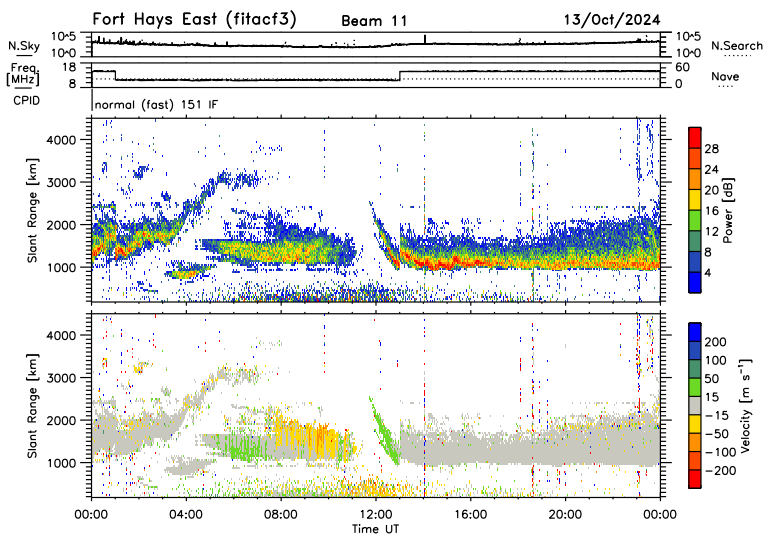 Fort Hays East (fitacf3) Beam 11 13/Oct/2024
N.Sky 10^5 10^0 10^5 10^0 N.Search
Freq. [MHz] 18 8 60 0 Nave
CPID normal (fast) 151 IF
Slant Range [km] 4000 3000 2000 1000
Power [dB] 28 24 20 16 12 8 4
Slant Range [km] 4000 3000 2000 1000
Velocity [m s⁻¹] 200 100 50 15 −15 −50 −100 −200
00:00 04:00 08:00 12:00 16:00 20:00 00:00
Time UT